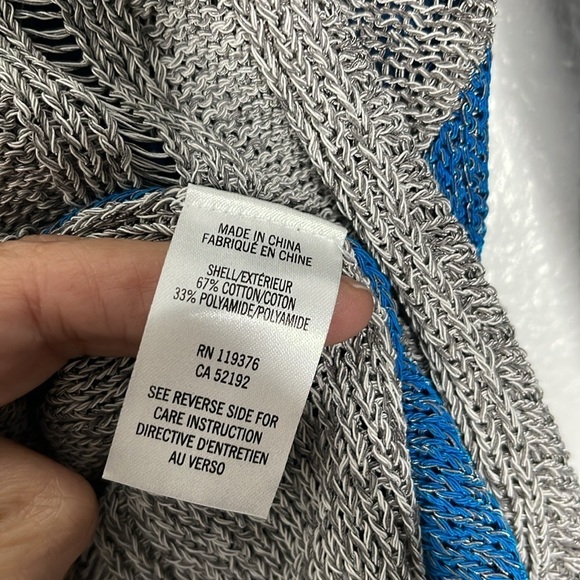 MADE IN CHINA
FABRIQUÉ EN CHINE
SHELL/EXTÉRIEUR
67% COTTON/COTON
33% POLYAMIDE/POLYAMIDE
RN 119376
CA 52192
SEE REVERSE SIDE FOR
CARE INSTRUCTION
DIRECTIVE D'ENTRETIEN
AU VERSO